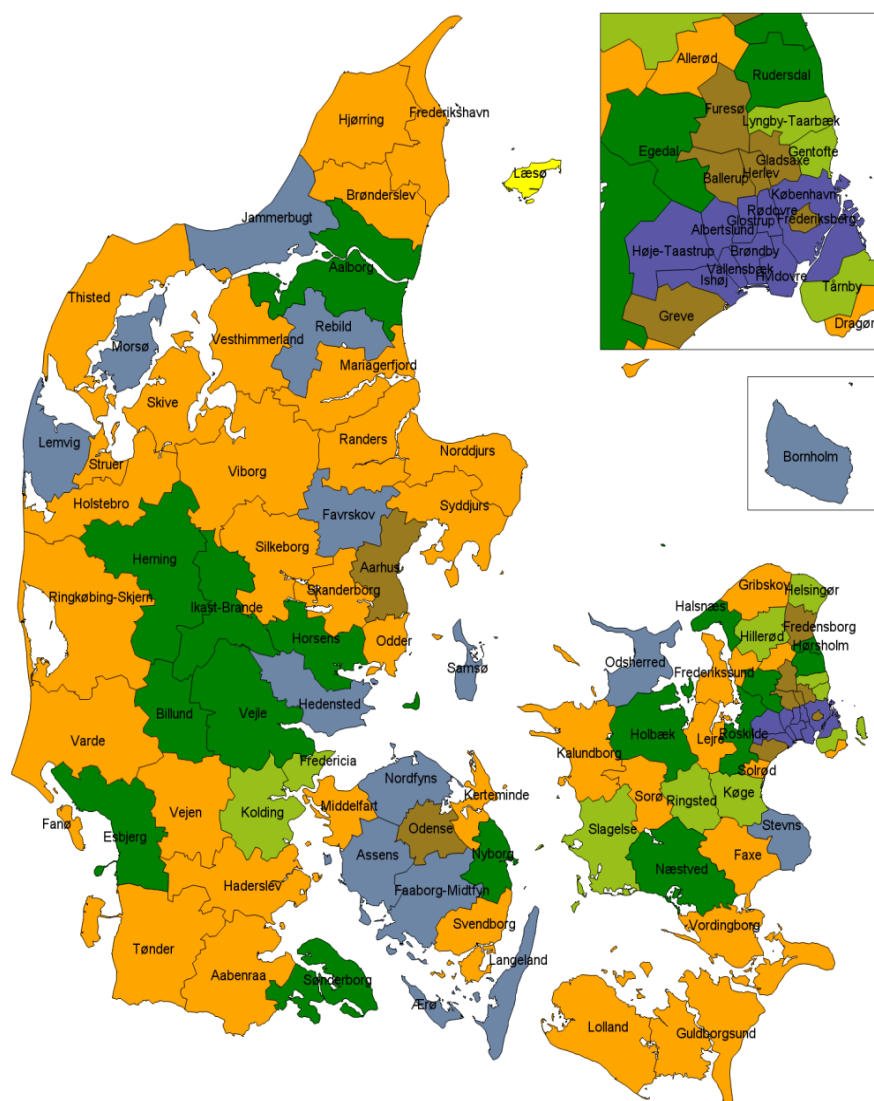 Allerød
Rudersdal
Furesø
Lyngby-Taarbæk
Egedal
Gentofte
Gladsaxe
Herlev
Ballerup
København
Rødovre
Frederiksberg
Glostrup
Albertslund
Høje-Taastrup
Brøndby
Vallensbæk
Hvidovre
Ishøj
Tårnby
Greve
Dragør
Hjørring
Frederikshavn
Læsø
Brønderslev
Jammerbugt
Aalborg
Thisted
Rebild
Vesthimmerland
Morsø
Mariagerfjord
Skive
Lemvig
Randers
Norddjurs
Struer
Viborg
Bornholm
Holstebro
Syddjurs
Favrskov
Silkeborg
Herning
Aarhus
Skanderborg
Ringkøbing-Skjern
Ikast-Brande
Horsens
Odder
Samsø
Hedensted
Billund
Vejle
Varde
Fredericia
Nordfyns
Middelfart
Kerteminde
Vejen
Kolding
Fanø
Esbjerg
Odense
Nyborg
Assens
Haderslev
Faaborg-Midtfyn
Svendborg
Tønder
Aabenraa
Sønderborg
Langeland
Ærø
Gribskov
Helsingør
Halsnæs
Hillerød
Fredensborg
Hørsholm
Odsherred
Frederikssund
Holbæk
Roskilde
Lejre
Kalundborg
Solrød
Sorø
Ringsted
Køge
Slagelse
Stevns
Faxe
Næstved
Vordingborg
Lolland
Guldborgsund